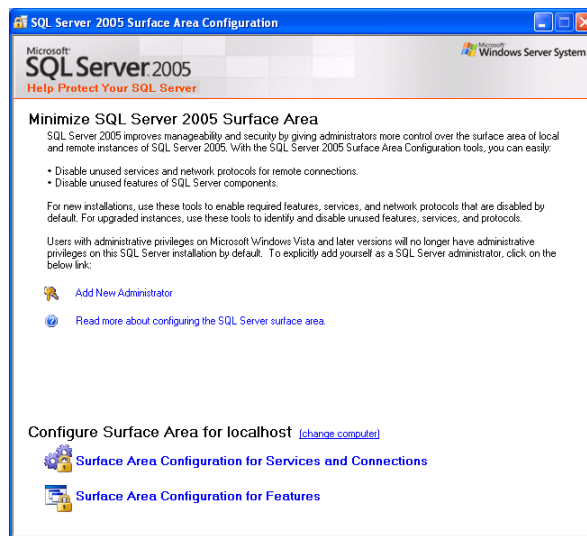 SQL Server 2005 Surface Area Configuration
Microsoft
SQL Server 2005
Microsoft
Windows Server System
Help Protect Your SQL Server
Minimize SQL Server 2005 Surface Area
SQL Server 2005 improves manageability and security by giving administrators more control over the surface area of local
and remote instances of SQL Server 2005. With the SQL Server 2005 Surface Area Configuration tools, you can easily:
• Disable unused services and network protocols for remote connections.
• Disable unused features of SQL Server components.
For new installations, use these tools to enable required features, services, and network protocols that are disabled by
default. For upgraded instances, use these tools to identify and disable unused features, services, and protocols.
Users with administrative privileges on Microsoft Windows Vista and later versions will no longer have administrative
privileges on this SQL Server installation by default. To explicitly add yourself as a SQL Server administrator, click on the
below link:
Add New Administrator
Read more about configuring the SQL Server surface area.
Configure Surface Area for localhost (change computer)
Surface Area Configuration for Services and Connections
Surface Area Configuration for Features